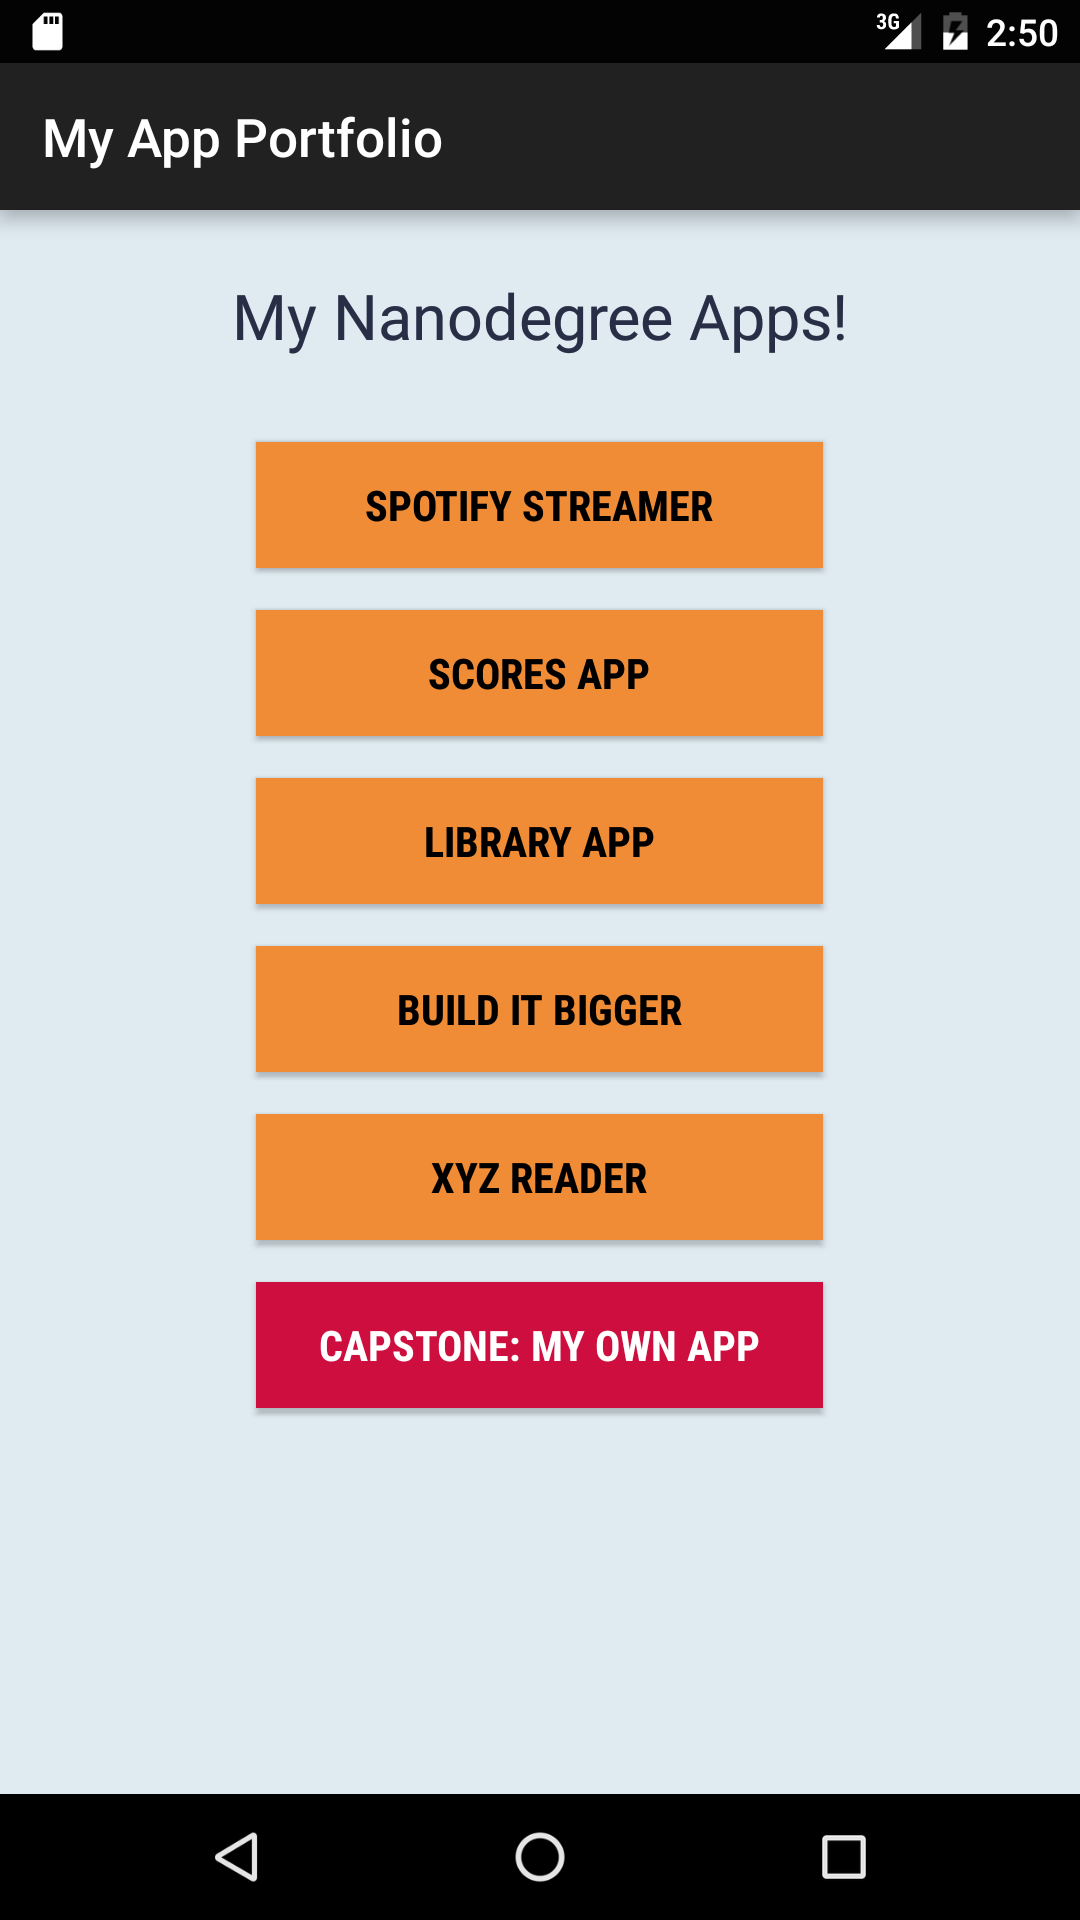 3G 2:50
My App Portfolio
My Nanodegree Apps!
SPOTIFY STREAMER
SCORES APP
LIBRARY APP
BUILD IT BIGGER
XYZ READER
CAPSTONE: MY OWN APP